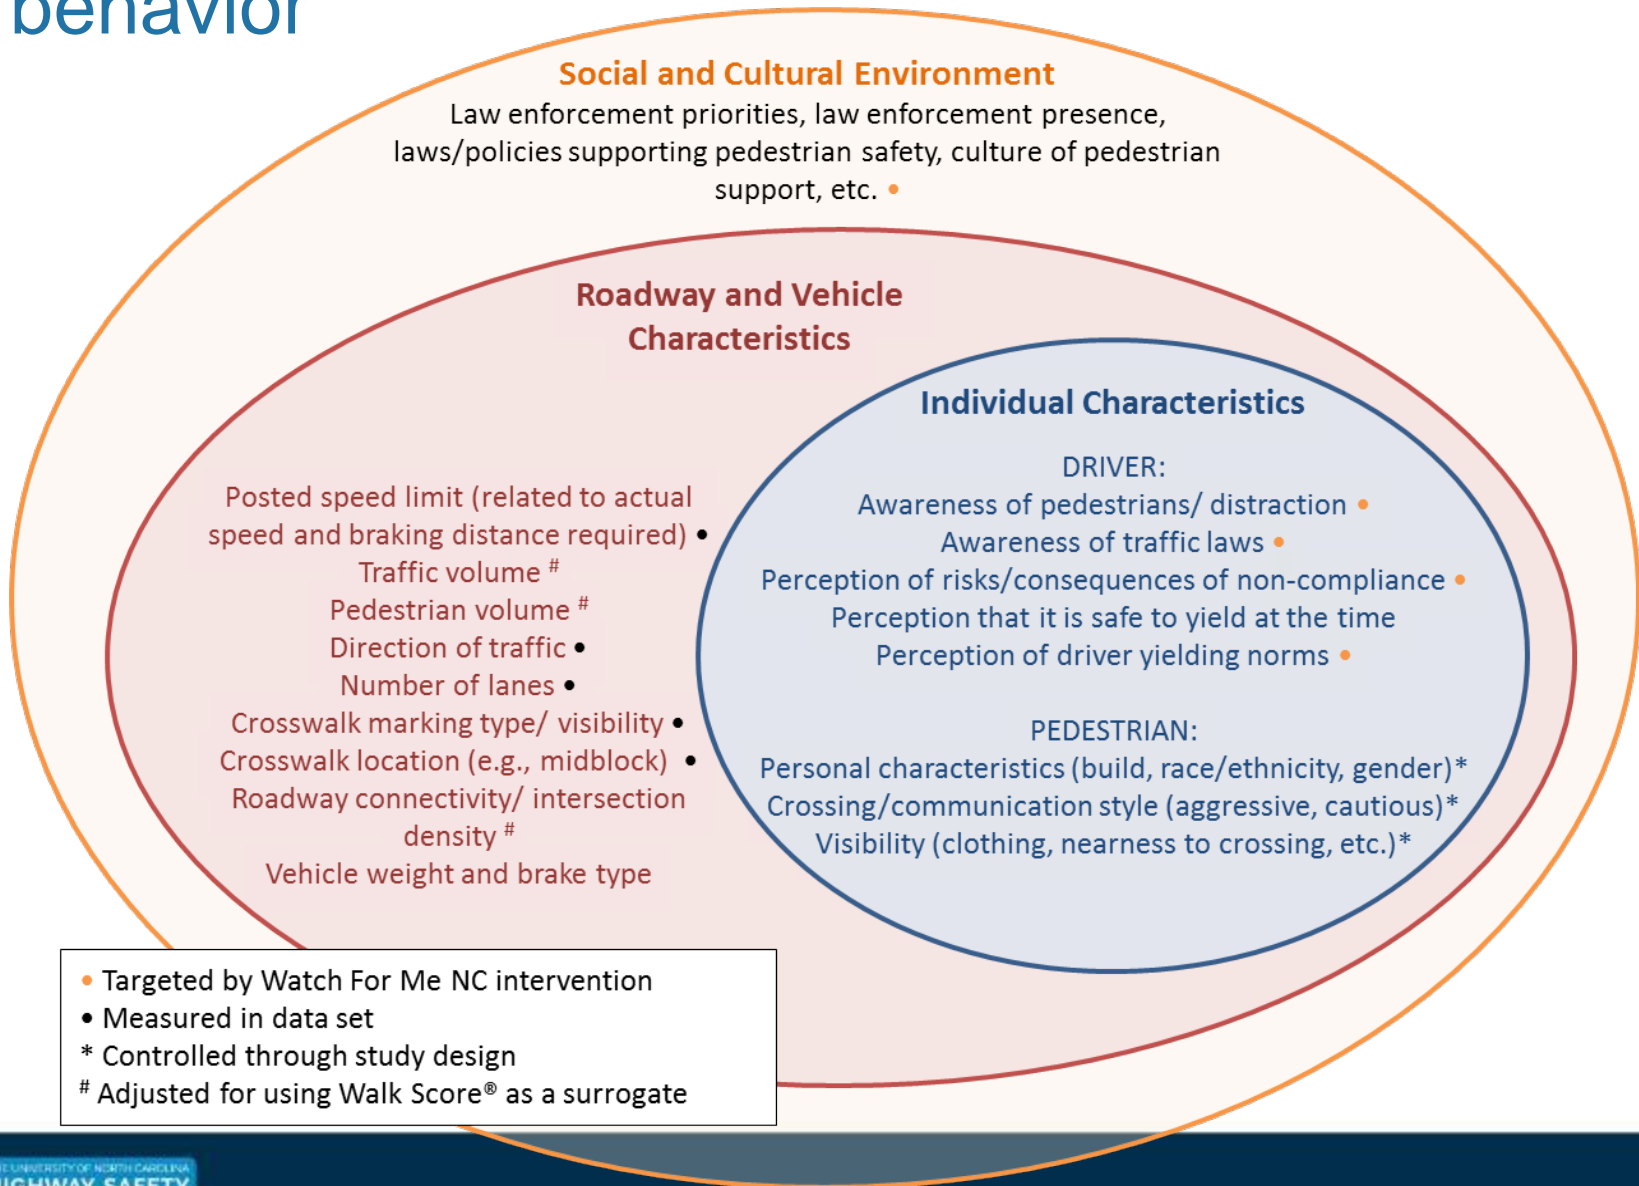 behavior
Social and Cultural Environment
Law enforcement priorities, law enforcement presence,
laws/policies supporting pedestrian safety, culture of pedestrian
support, etc. •
Roadway and Vehicle
Characteristics
Posted speed limit (related to actual
speed and braking distance required) •
Traffic volume #
Pedestrian volume #
Direction of traffic •
Number of lanes •
Crosswalk marking type/ visibility •
Crosswalk location (e.g., midblock) •
Roadway connectivity/ intersection
density #
Vehicle weight and brake type
Individual Characteristics
DRIVER:
Awareness of pedestrians/ distraction •
Awareness of traffic laws •
Perception of risks/consequences of non-compliance •
Perception that it is safe to yield at the time
Perception of driver yielding norms •
PEDESTRIAN:
Personal characteristics (build, race/ethnicity, gender)*
Crossing/communication style (aggressive, cautious)*
Visibility (clothing, nearness to crossing, etc.)*
• Targeted by Watch For Me NC intervention
• Measured in data set
* Controlled through study design
# Adjusted for using Walk Score® as a surrogate
UNIVERSITY OF NORTH CAROLINA
HIGHWAY SAFETY